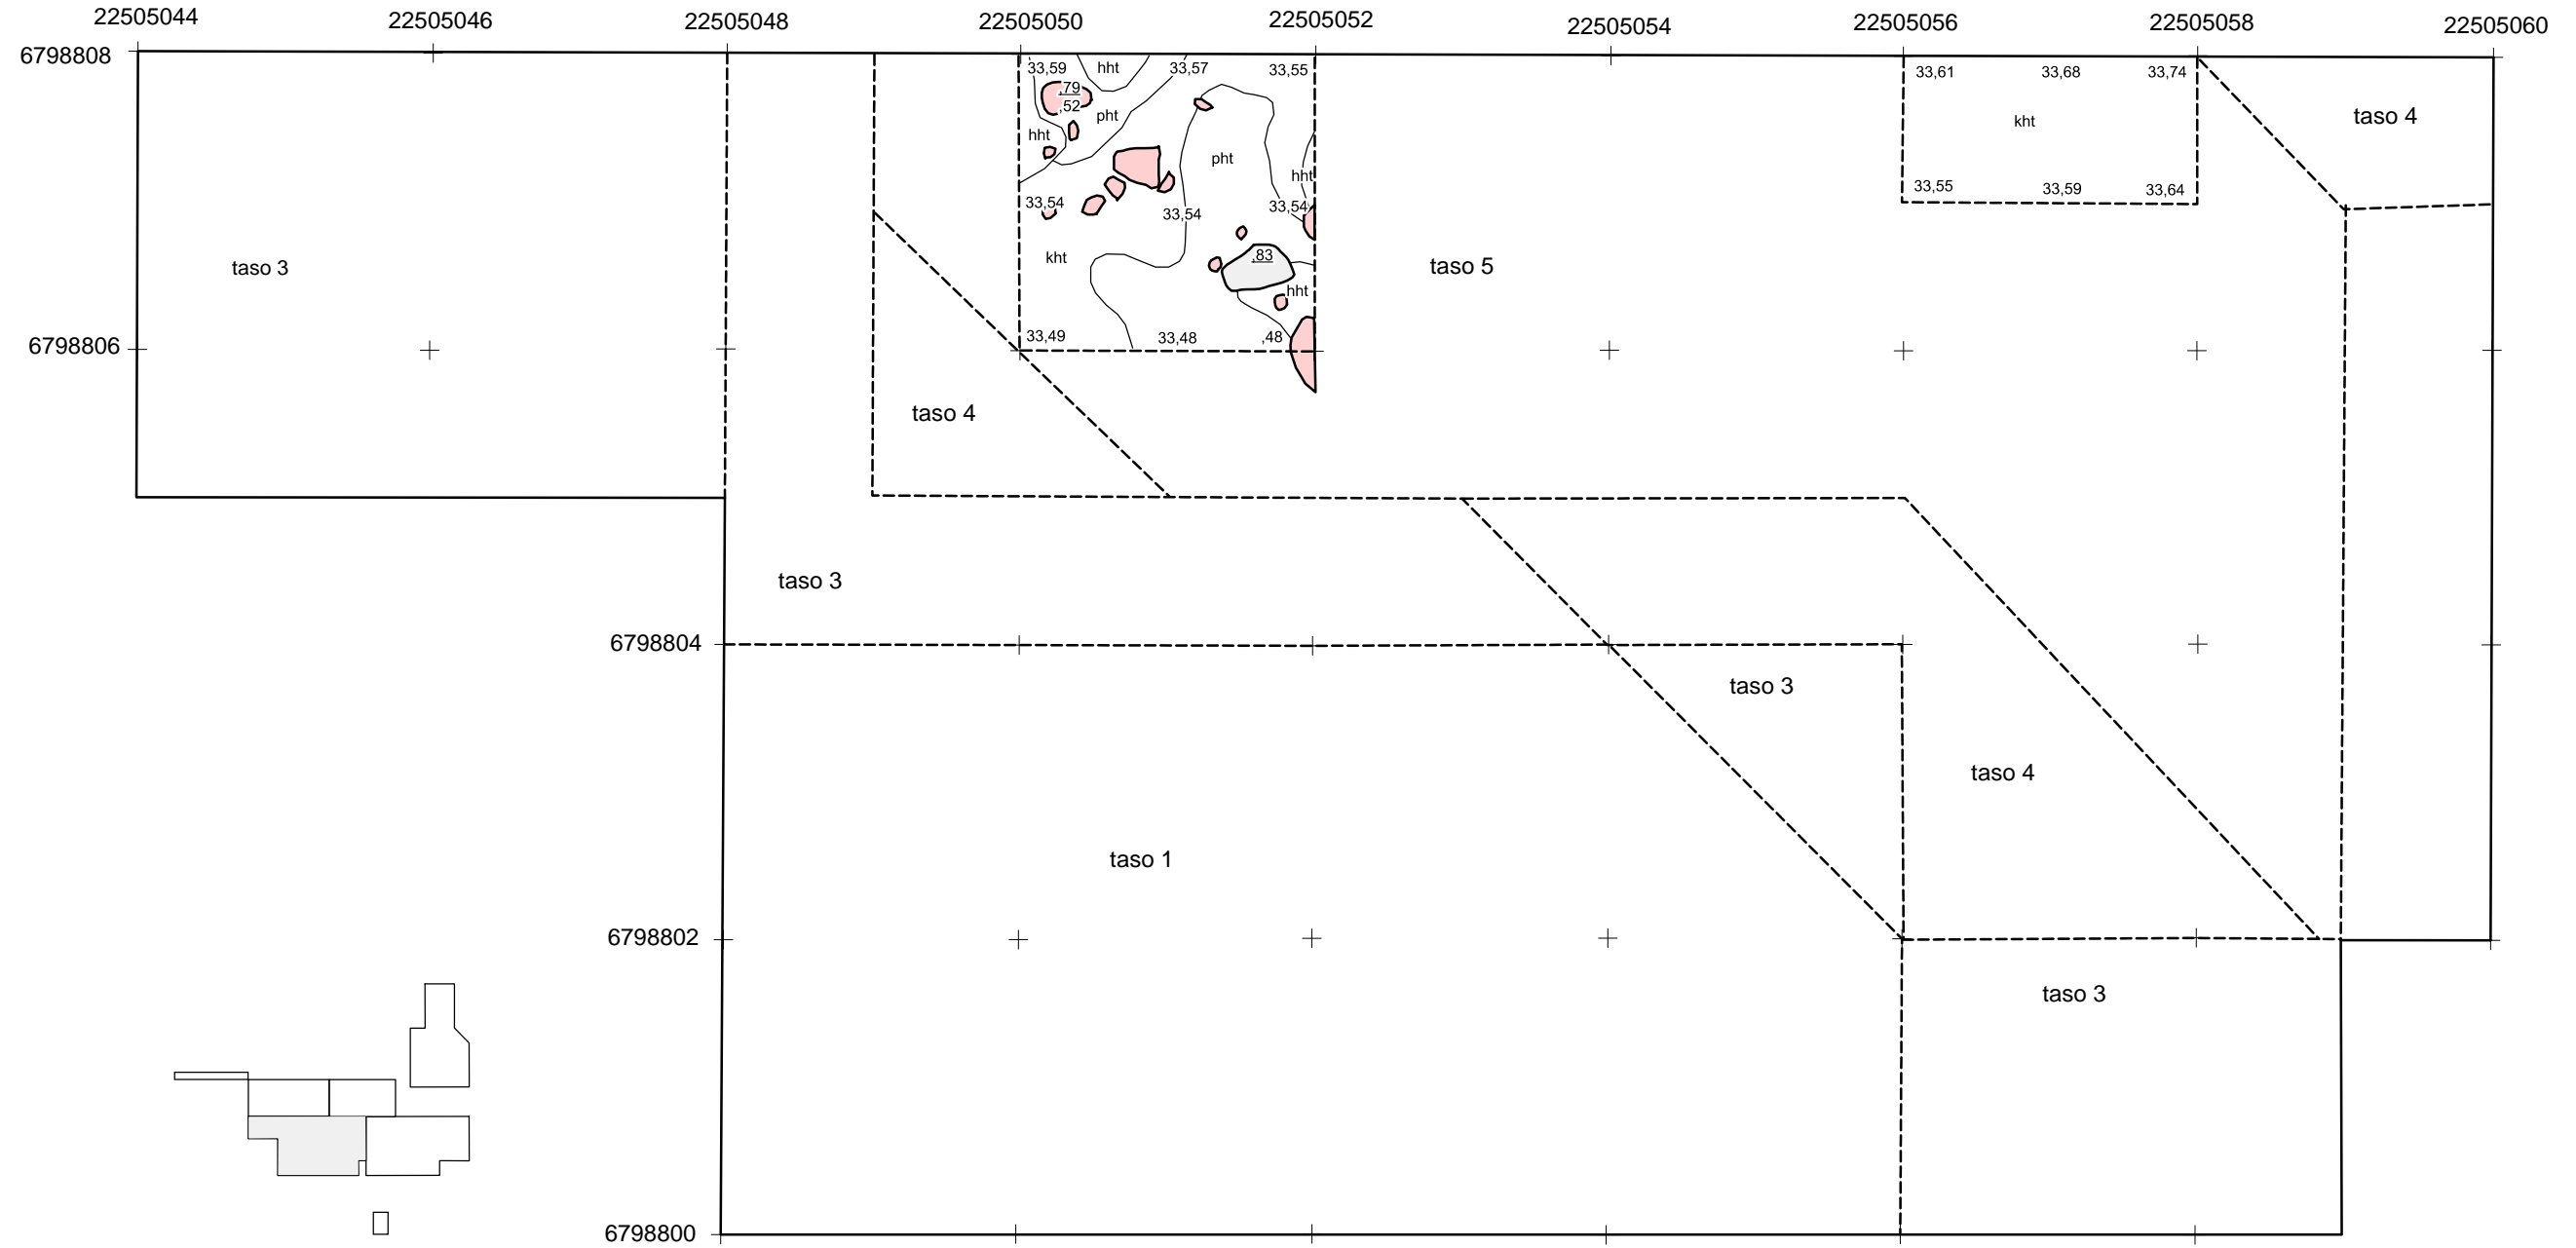 22505044 22505046 22505048 22505050 22505052 22505054 22505056 22505058 22505060
6798808
33,59 hht 33,57 33,55 33,61 33,68 33,74
,79
,52
pht taso 4
kht
hht
pht
hht
33,55 33,59 33,64
33,54 33,54 33,54
kht ,83
taso 3 taso 5
hht
33,49 33,48 ,48
6798806
taso 4
taso 3
6798804
taso 3
taso 4
taso 1
6798802
taso 3
6798800